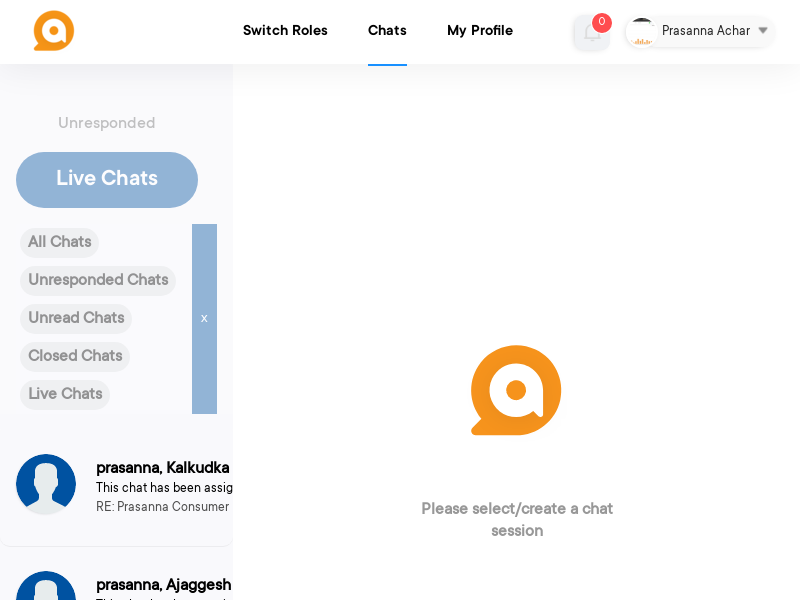 Switch Roles
Chats
My Profile
0
Prasanna Achar
Unresponded
Live Chats
All Chats
Unresponded Chats
Unread Chats
Closed Chats
Live Chats
x
prasanna, Kalkudka
This chat has been assig
RE: Prasanna Consumer
prasanna, Ajaggesh
Please select/create a chat
session